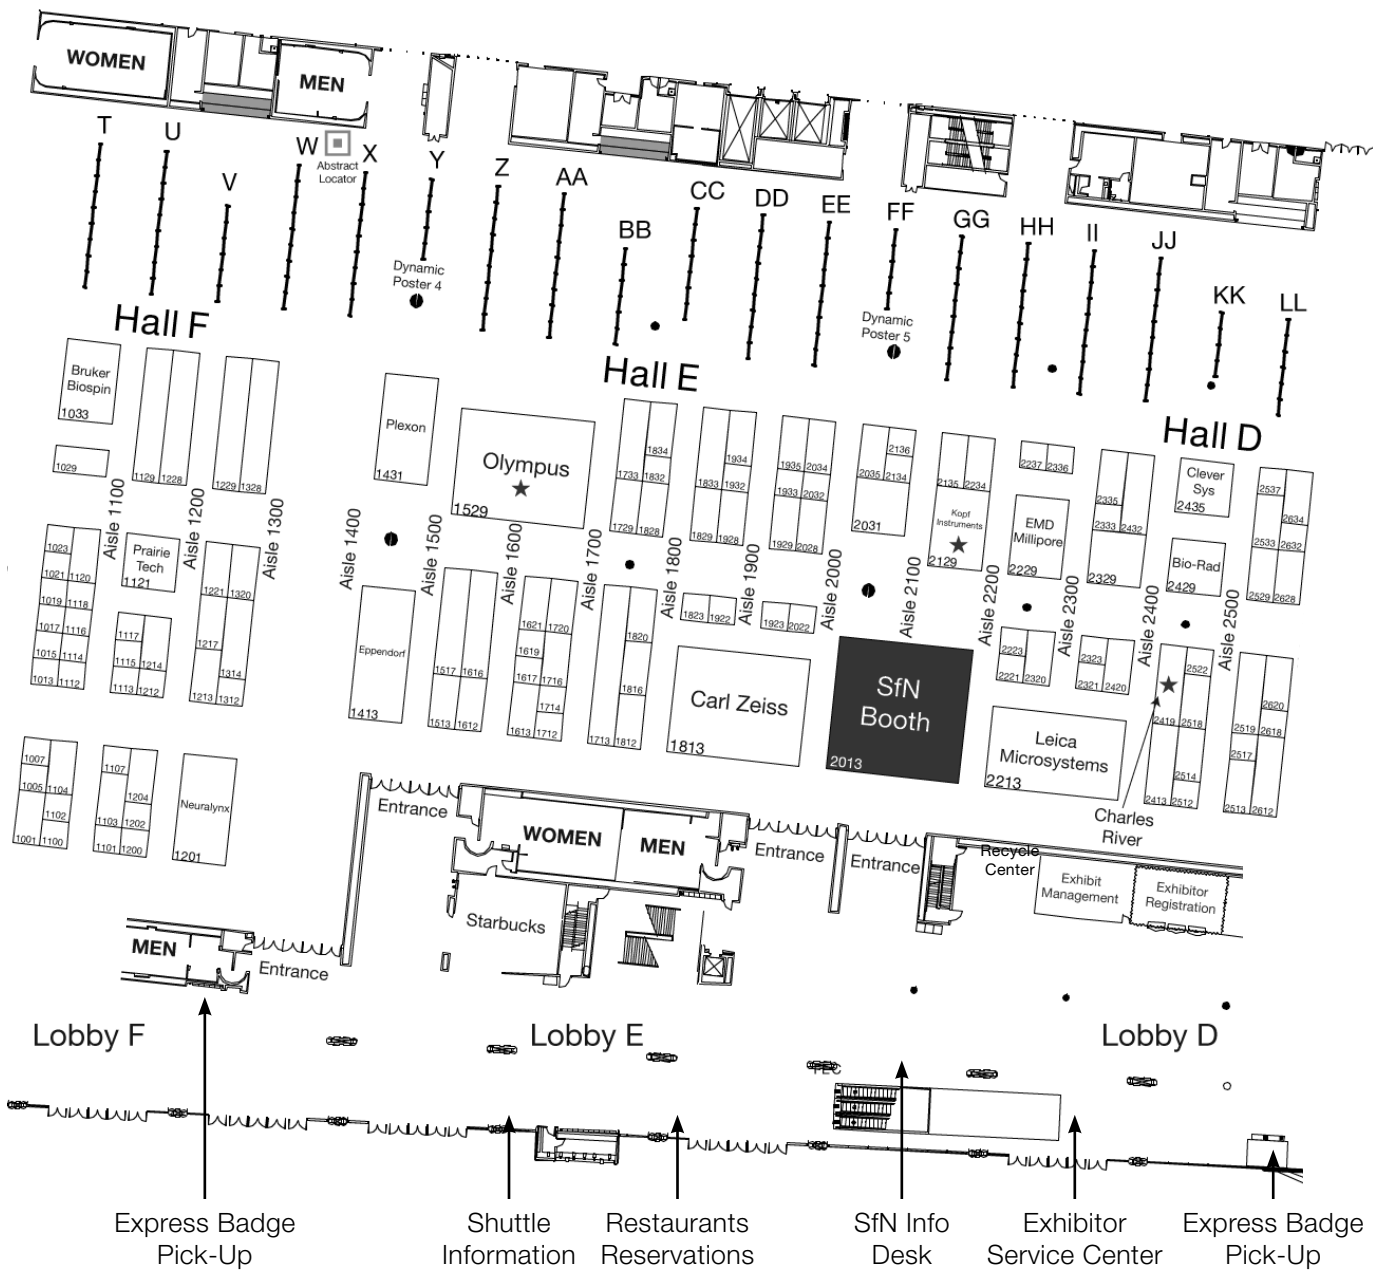 WOMEN
MEN
T
U
V
W
Abstract
Locator
X
Y
Z
AA
BB
CC
DD
EE
FF
GG
HH
II
JJ
KK
LL
Dynamic
Poster 4
Dynamic
Poster 5
Hall F
Hall E
Hall D
Bruker
Biospin
1033
1029
1129 1228
1229 1328
Plexon
1431
Olympus
1529
1834
1733 1832
1729 1828
1934
1833 1932
1829 1928
1935 2034
1933 2032
1929 2028
2136
2035 2134
2031
2135 2234
Kopf
Instruments
2129
2237 2336
EMD
Millipore
2229
2335
2333 2432
2329
Clever
Sys
2435
Bio-Rad
2429
2537
2634
2533 2632
2529 2628
Aisle 1100
Aisle 1200
Aisle 1300
Aisle 1400
Aisle 1500
Aisle 1600
Aisle 1700
Aisle 1800
Aisle 1900
Aisle 2000
Aisle 2100
Aisle 2200
Aisle 2300
Aisle 2400
Aisle 2500
1023
1021 1120
1019 1118
1017 1116
1015 1114
1013 1112
Prairie
Tech
1121
1117
1115 1214
1113 1212
1221 1320
1217
1314
1213 1312
Eppendorf
1413
1517 1616
1513 1612
1621 1720
1619
1617 1716
1714
1613 1712
1820
1816
1713 1812
1823 1922
1923 2022
Carl Zeiss
1813
SfN
Booth
2013
2223
2221 2320
2323
2321 2420
Leica
Microsystems
2213
2522
2419 2518
2514
2413 2512
Charles
River
2620
2519 2618
2517
2513 2612
1007
1005 1104
1102
1001 1100
1107
1204
1103 1202
1101 1200
Neuralynx
1201
Entrance
WOMEN
MEN
Entrance
Entrance
Recycle
Center
Exhibit
Management
Exhibitor
Registration
Starbucks
MEN
Entrance
Lobby F
Lobby E
Lobby D
Express Badge
Pick-Up
Shuttle
Information
Restaurants
Reservations
SfN Info
Desk
Exhibitor
Service Center
Express Badge
Pick-Up